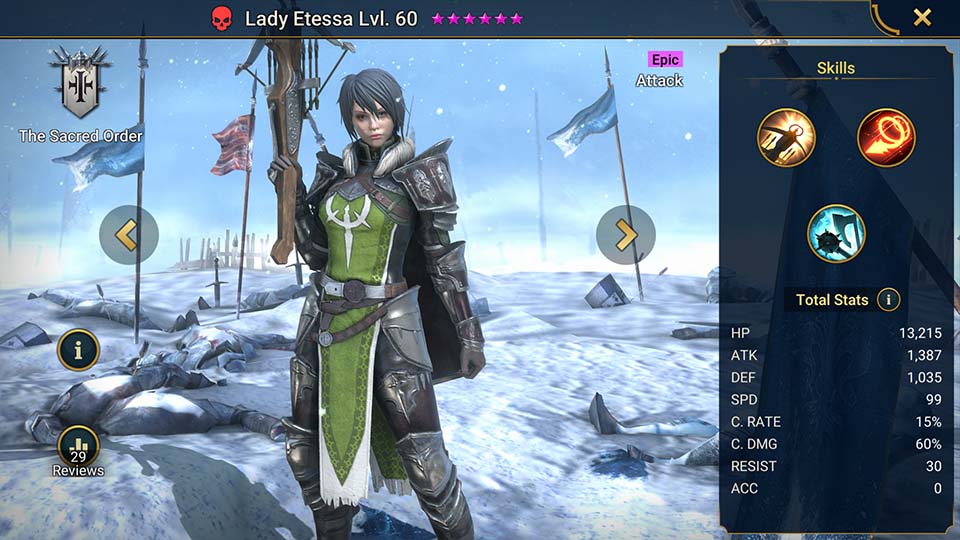 Lady Etessa Lvl. 60
Epic
Attack
The Sacred Order
Skills
Total Stats i
HP 13,215
ATK 1,387
DEF 1,035
SPD 99
C. RATE 15%
C. DMG 60%
RESIST 30
ACC 0
i
29
Reviews